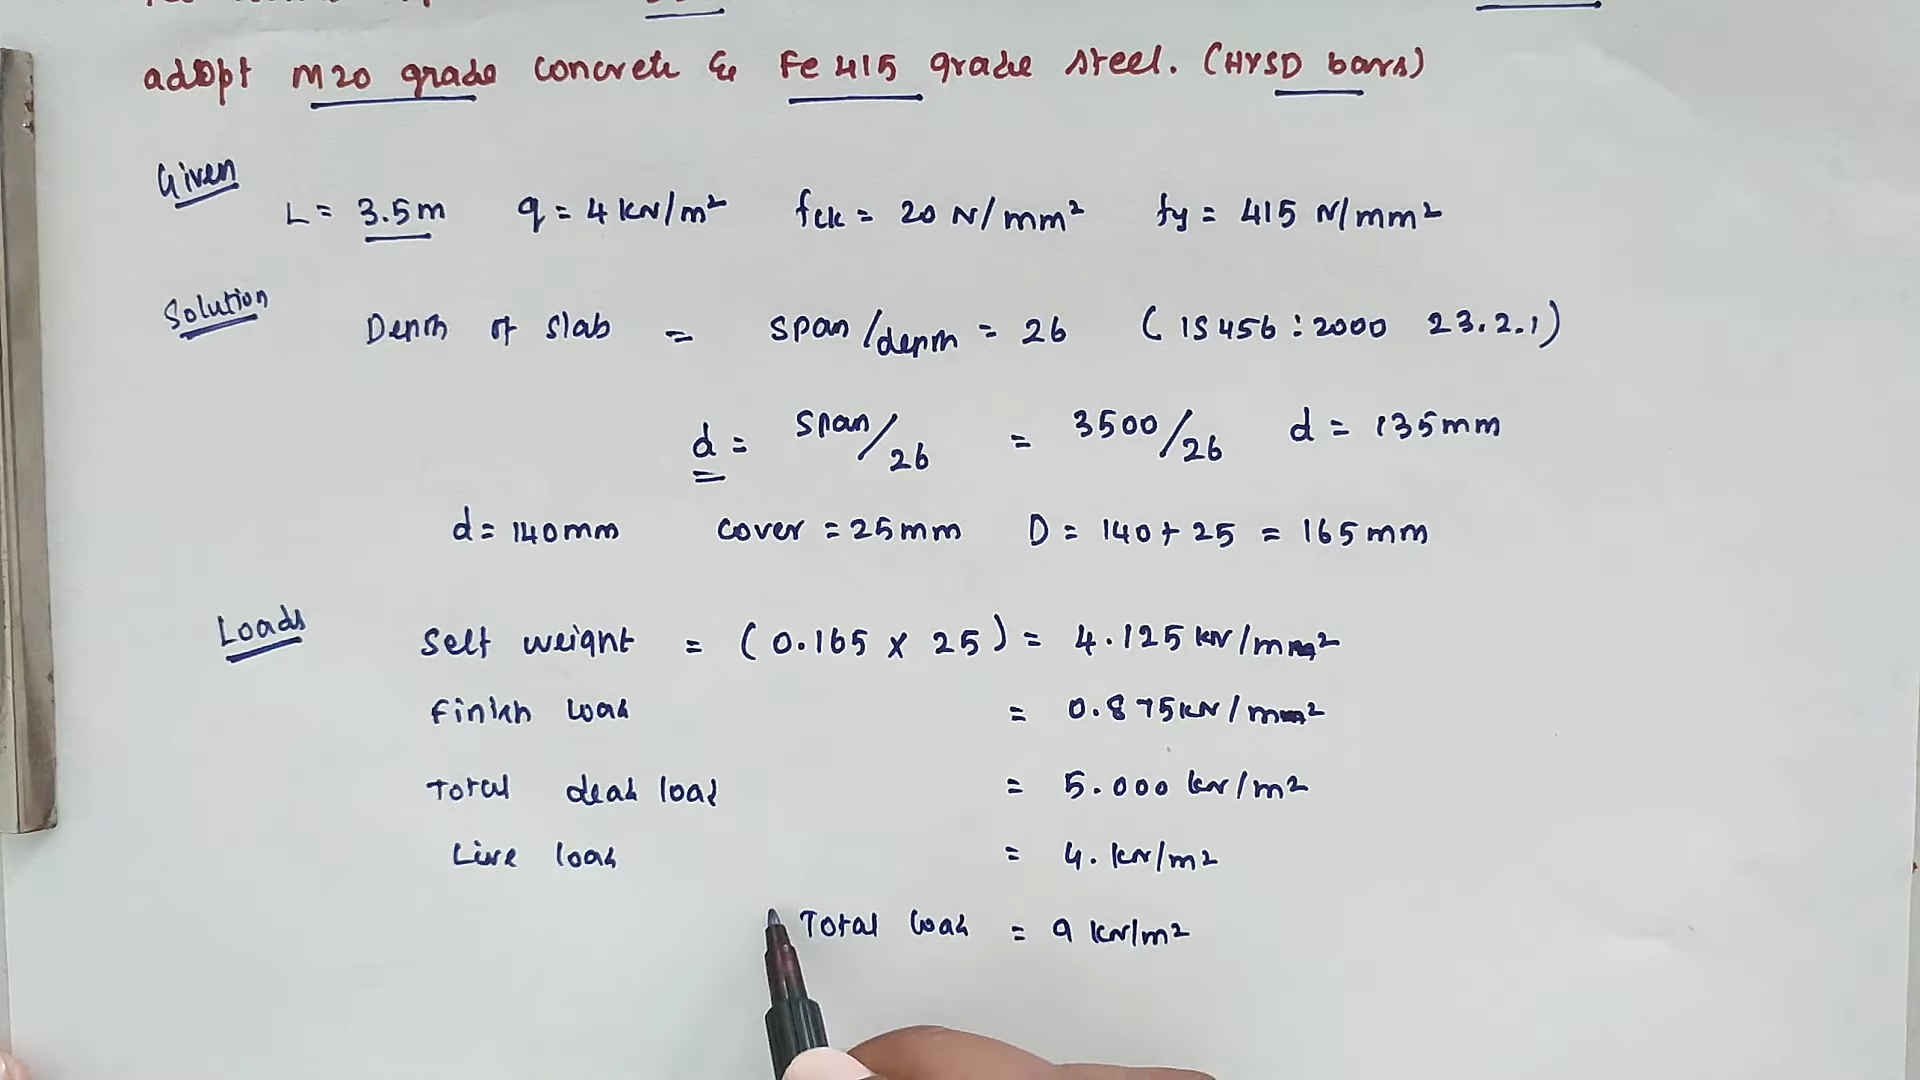 adopt M20 grade concrete & Fe 415 grade steel. (HYSD bars)
Given
L = 3.5m q = 4 kN/m² fck = 20 N/mm² fy = 415 N/mm²
Solution
Depth of slab = span/depth = 26 (IS 456:2000 23.2.1)
d = span/26 = 3500/26 d = 135mm
d = 140mm cover = 25mm D = 140 + 25 = 165mm
Loads
Self weight = (0.165 x 25) = 4.125 kN/m²
Finish load = 0.875 kN/m²
Total dead load = 5.000 kN/m²
Live load = 4. kN/m²
Total load = 9 kN/m²